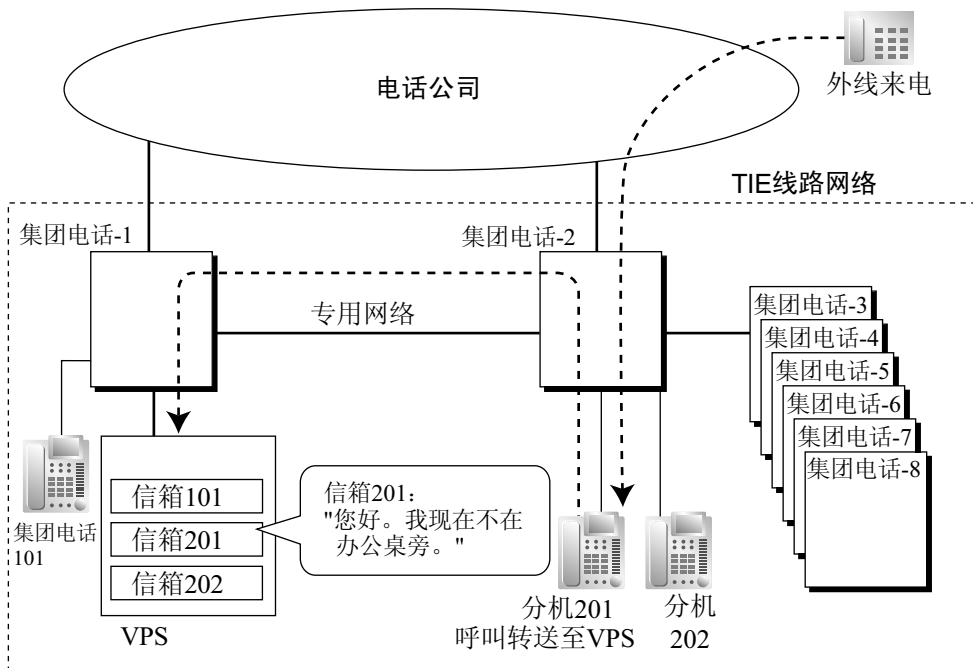 电话公司
外线来电
TIE线路网络
集团电话-1
集团电话-2
专用网络
集团电话-3
集团电话-4
集团电话-5
集团电话-6
集团电话-7
集团电话-8
集团电话
101
信箱101
信箱201
信箱202
VPS
信箱201：
"您好。我现在不在
办公桌旁。"
分机201
呼叫转送至VPS
分机
202